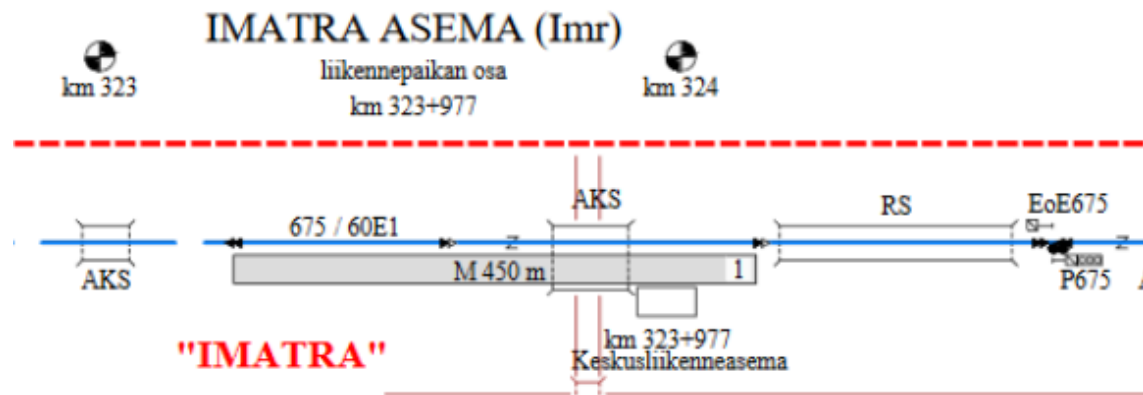 IMATRA ASEMA (Imr)
liikennepaikan osa
km 323+977
km 323
km 324
AKS
RS
EoE675
675 / 60E1
AKS
M 450 m
1
P675
km 323+977
Keskusliikenneasema
"IMATRA"